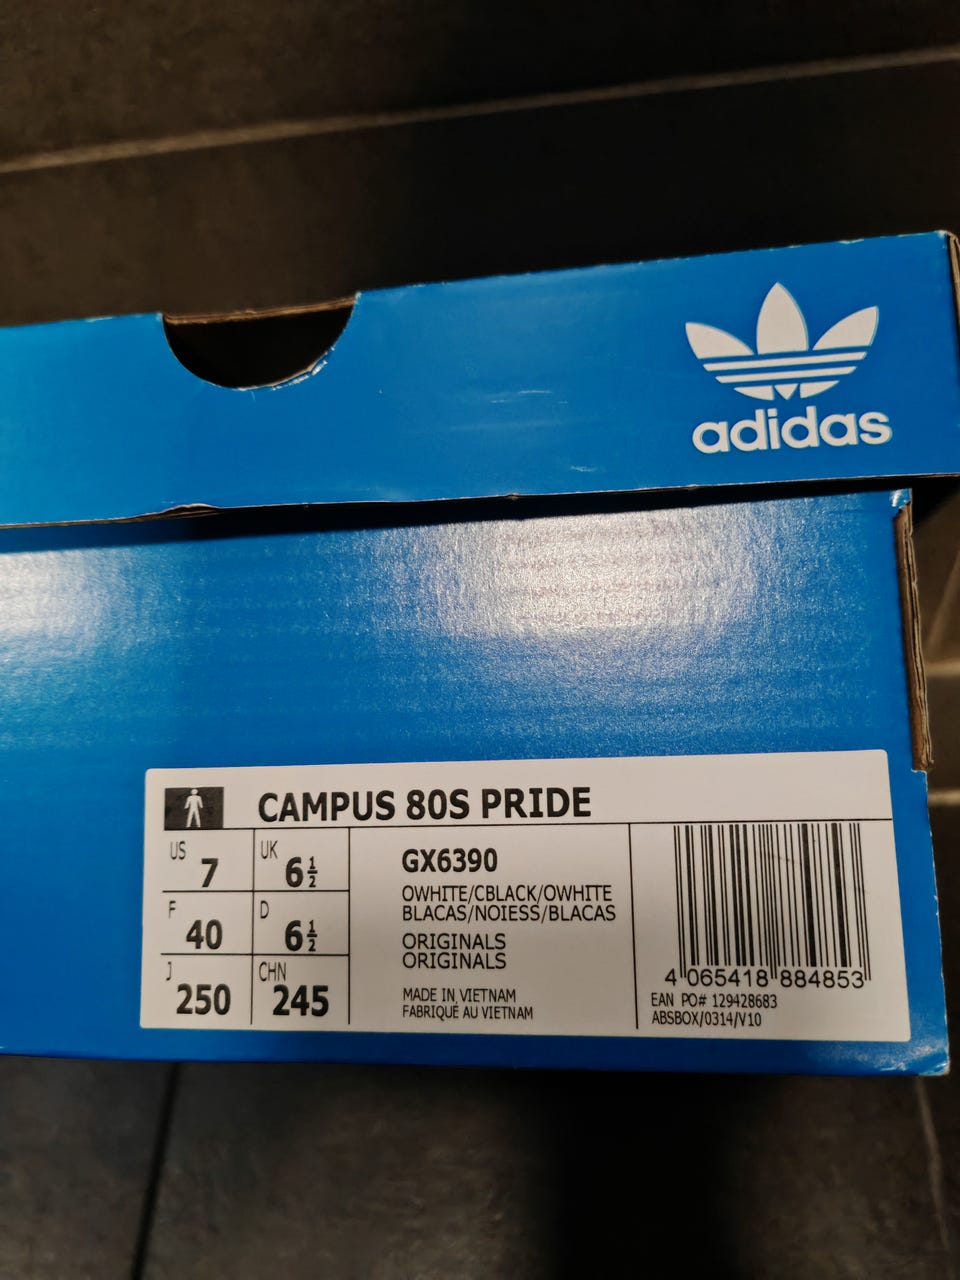 adidas
CAMPUS 80S PRIDE
US 7 UK 6½
F 40 D 6½
J 250 CHN 245
GX6390
OWHITE/CBLACK/OWHITE
BLACAS/NOIESS/BLACAS
ORIGINALS
ORIGINALS
MADE IN VIETNAM
FABRIQUÉ AU VIETNAM
4 065418 884853
EAN PO# 129428683
ABSBOX/0314/V10